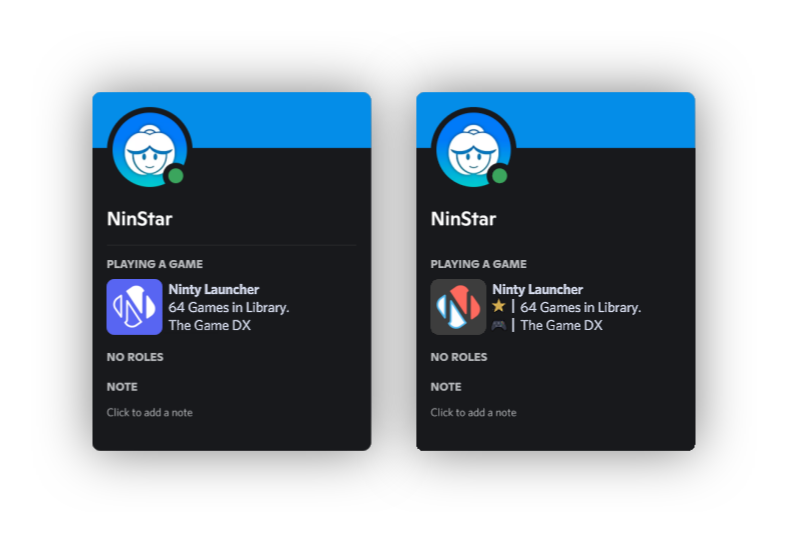 NinStar
PLAYING A GAME
Ninty Launcher
64 Games in Library.
The Game DX
NO ROLES
NOTE
Click to add a note
NinStar
PLAYING A GAME
Ninty Launcher
⭐ | 64 Games in Library.
🎮 | The Game DX
NO ROLES
NOTE
Click to add a note